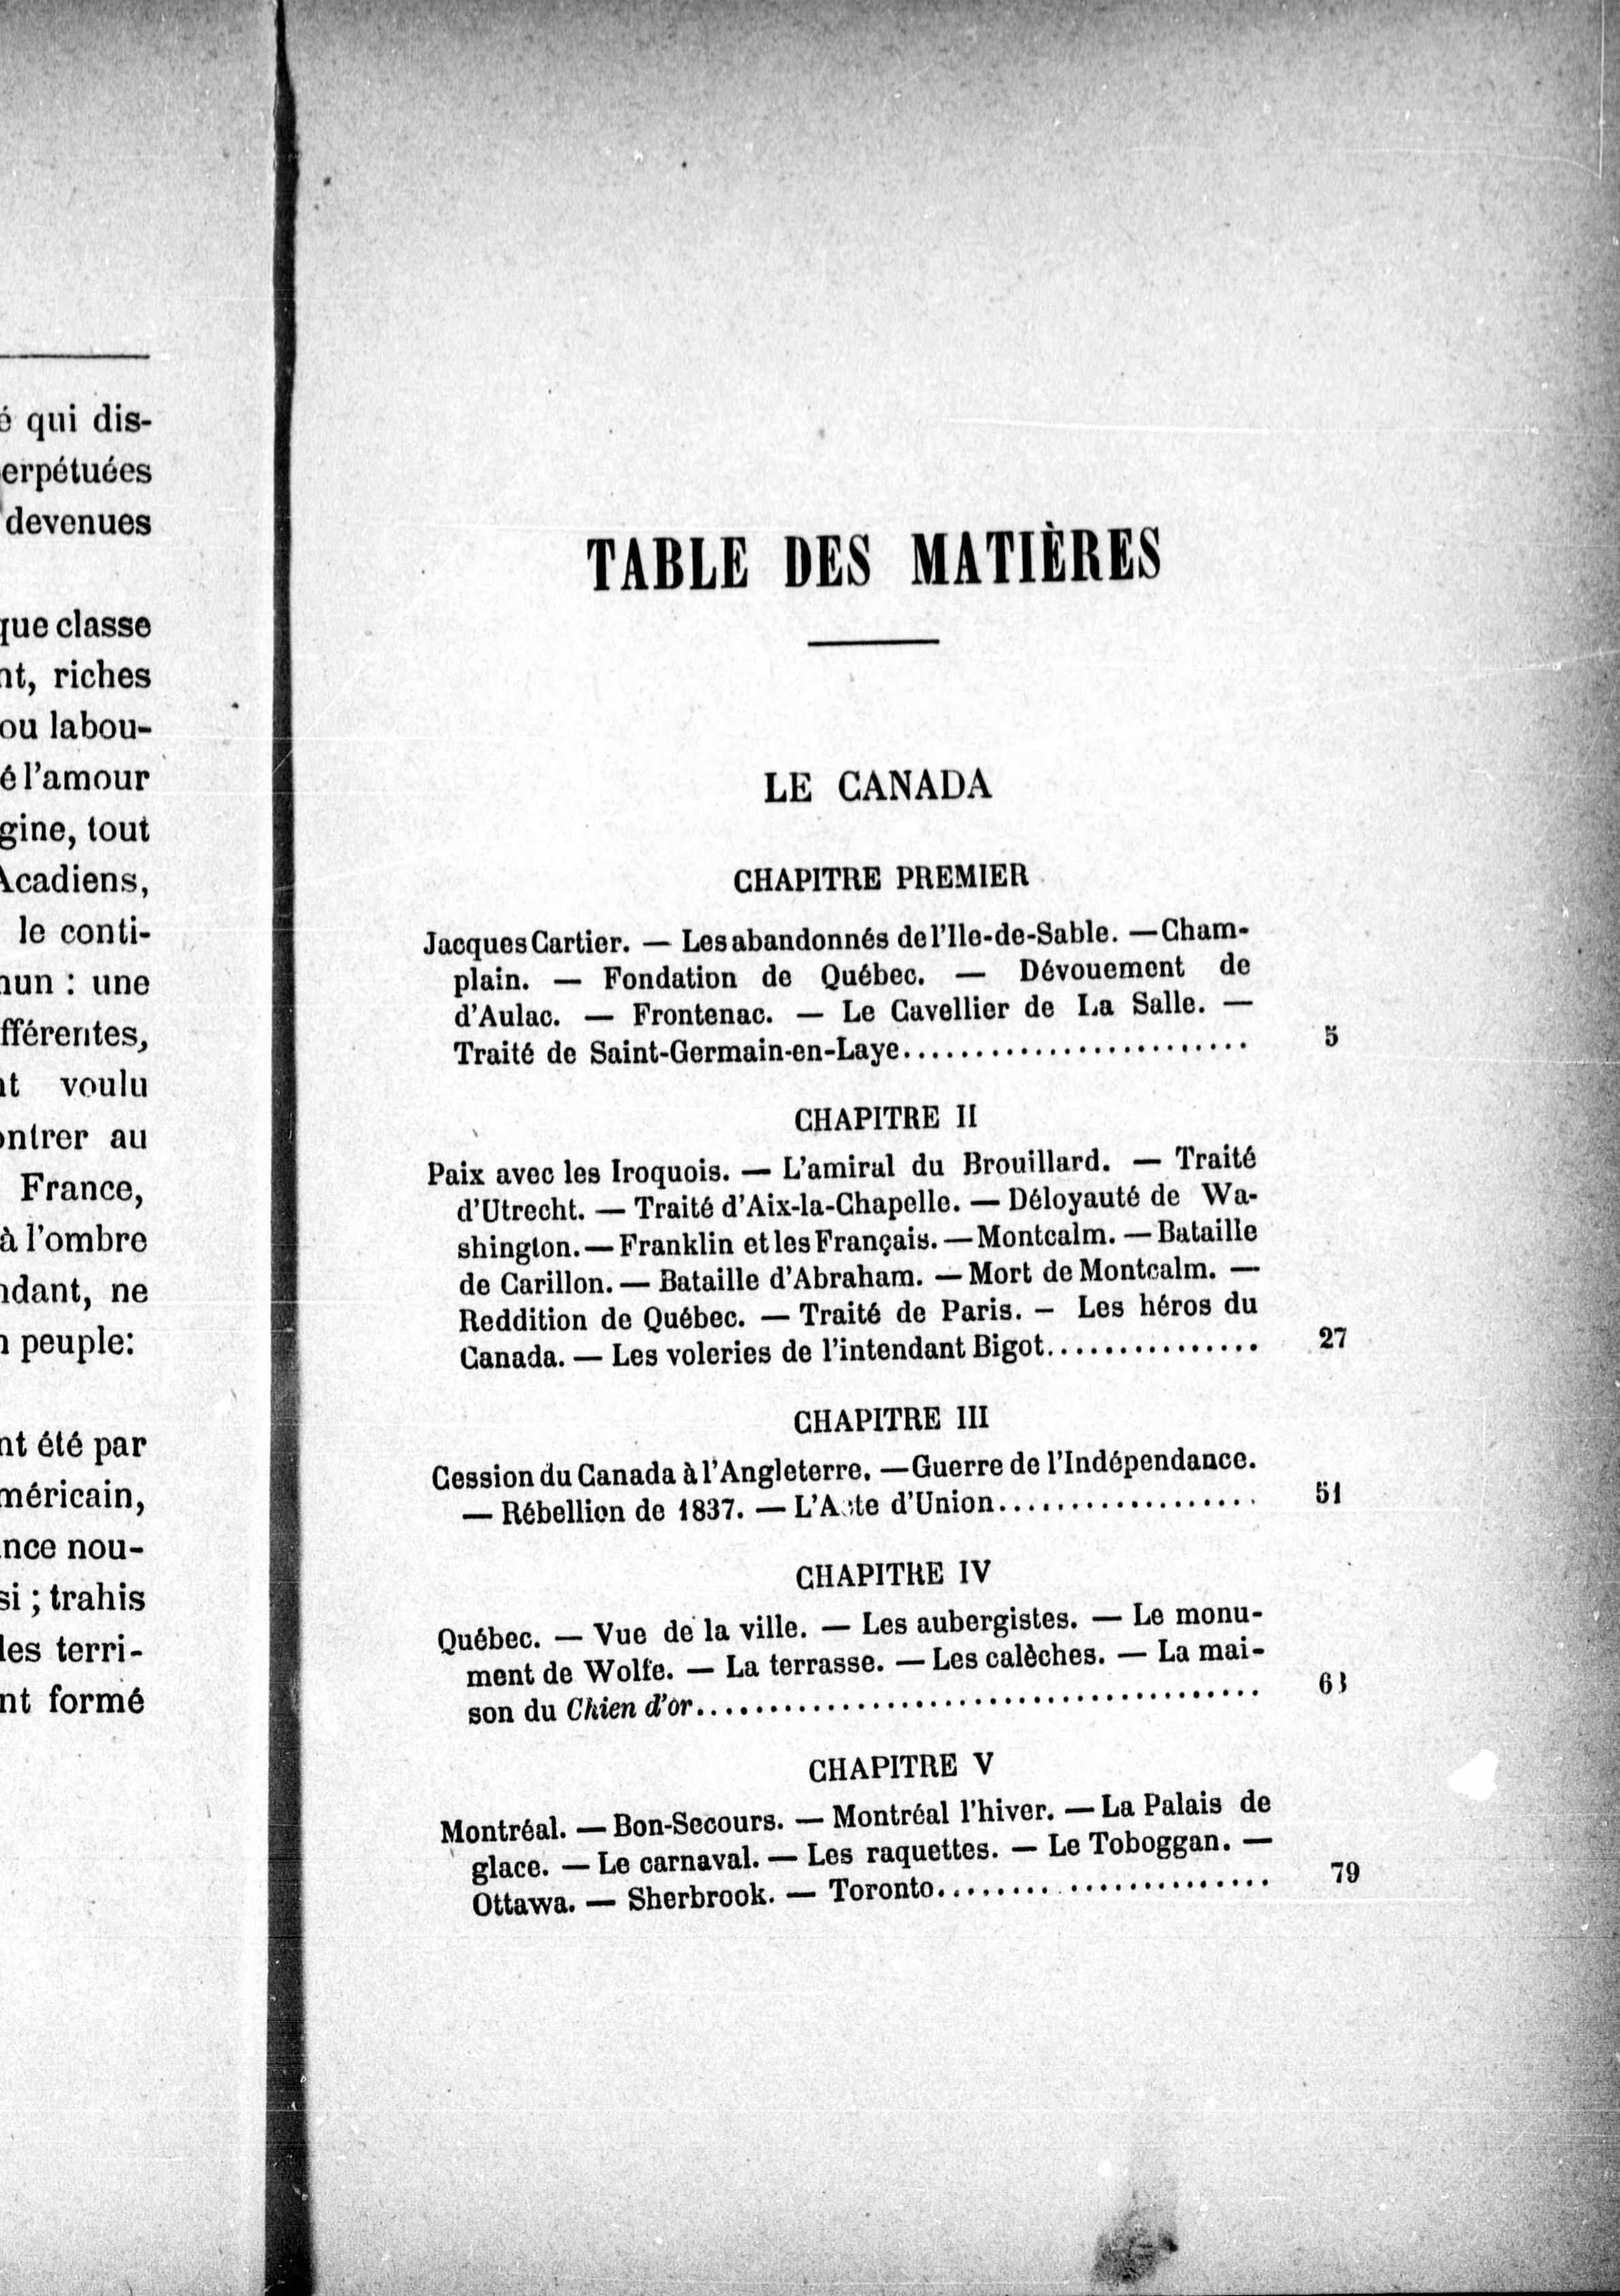 é qui dis-
erpétuées
devenues
que classe
nt, riches
ou labou-
é l'amour
gine, tout
Acadiens,
le conti-
mun : une
fférentes,
nt voulu
ontrer au
France,
à l'ombre
ndant, ne
n peuple:
nt été par
méricain,
ance nou-
si ; trahis
les terri-
nt formé
TABLE DES MATIÈRES
LE CANADA
CHAPITRE PREMIER
Jacques Cartier. — Les abandonnés de l'Ile-de-Sable. — Cham-
plain. — Fondation de Québec. — Dévouement de
d'Aulac. — Frontenac. — Le Cavellier de La Salle. —
Traité de Saint-Germain-en-Laye........................ 5
CHAPITRE II
Paix avec les Iroquois. — L'amiral du Brouillard. — Traité
d'Utrecht. — Traité d'Aix-la-Chapelle. — Déloyauté de Wa-
shington. — Franklin et les Français. — Montcalm. — Bataille
de Carillon. — Bataille d'Abraham. — Mort de Montcalm. —
Reddition de Québec. — Traité de Paris. — Les héros du
Canada. — Les voleries de l'intendant Bigot............... 27
CHAPITRE III
Cession du Canada à l'Angleterre. — Guerre de l'Indépendance.
— Rébellion de 1837. — L'Acte d'Union.................. 51
CHAPITRE IV
Québec. — Vue de la ville. — Les aubergistes. — Le monu-
ment de Wolfe. — La terrasse. — Les calèches. — La mai-
son du Chien d'or....................................... 63
CHAPITRE V
Montréal. — Bon-Secours. — Montréal l'hiver. — La Palais de
glace. — Le carnaval. — Les raquettes. — Le Toboggan. —
Ottawa. — Sherbrook. — Toronto....................... 79